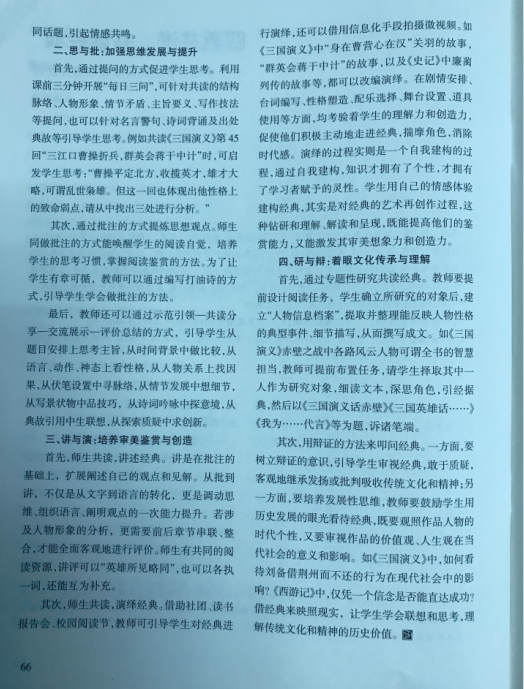 同话题,引起情感共鸣。
二、思与批:加强思维发展与提升
首先,通过提问的方式促进学生思考。利用
课前三分钟开展“每日三问”,可针对共读的结构
脉络、人物形象、情节矛盾、主旨要义、写作技法
等提问,也可以针对名言警句、诗词背诵及出处
典故等引导学生思考。例如共读《三国演义》第 45
回“三江口曹操折兵,群英会蒋干中计”时,可启
发学生思考:“曹操平定北方,收揽英才,雄才大
略,可谓乱世枭雄。但这一回也体现出他性格上
的致命弱点,请从中找出三处进行分析。”
其次,通过批注的方式提炼思想观点。师生
同做批注的方式能唤醒学生的阅读自觉,培养
学生的思考习惯,掌握阅读鉴赏的方法。为了让
学生有章可循,教师可以通过编写打油诗的方
式,引导学生学会做批注的方法。
最后,教师还可以通过示范引领—共读分
享—交流展示—评价总结的方式,引导学生从
题目安排上思考主旨,从时间背景中做比较,从
语言、动作、神态上看性格,从人物关系上找因
果,从伏笔设置中寻脉络,从情节发展中想细节,
从写景状物中品技巧,从诗词吟咏中探意境,从
典故引用中生联想,从探索质疑中求创新。
三、讲与演:培养审美鉴赏与创造
首先,师生共读,讲述经典。讲是在批注的
基础上,扩展阐述自己的观点和见解。从批到
讲,不仅是从文字到语言的转化,更是调动思
维、组织语言、阐明观点的一次能力提升。若涉
及人物形象的分析,更需要前后章节串联、整
合,才能全面客观地进行评价。师生有共同的阅
读资源,讲评可以“英雄所见略同”,也可以各执
一词,还能互为补充。
其次,师生共读,演绎经典。借助社团、读书
报告会、校园阅读节,教师可引导学生对经典进
66
行演绎,还可以借用信息化手段拍摄微视频。如
《三国演义》中“身在曹营心在汉”关羽的故事,
“群英会蒋干中计”的故事,以及《史记》中廉蔺
列传的故事等,都可以改编演绎。在剧情安排、
台词编写、性格塑造、配乐选择、舞台设置、道具
使用等方面,均考验着学生的理解力和创造力,
促使他们积极主动地走进经典,揣摩角色,消除
时代感。演绎的过程实则是一个自我建构的过
程,通过自我建构,知识才拥有了个性,才拥有
了学习者赋予的灵性。学生用自己的情感体验
建构经典,其实是对经典的艺术再创作过程,这
种钻研和理解、解读和呈现,既能提高他们的鉴
赏能力,又能激发其审美想象力和创造力。
四、研与辩:着眼文化传承与理解
首先,通过专题性研究共读经典。教师要提
前设计阅读任务,学生确立所研究的对象后,建
立“人物信息档案”,提取并整理能反映人物性格
的典型事件、细节描写,从而撰写成文。如《三国
演义》赤壁之战中各路风云人物可谓全书的智慧
担当,教师可提前布置任务,请学生择取其中一
人作为研究对象,细读文本,深思角色,引经据
典,然后以《三国演义话赤壁》《三国英雄话……》
《我为……代言》等为题,诉诸笔端。
其次,用辩证的方法来叩问经典。一方面,要
树立辩证的意识,引导学生审视经典,敢于质疑,
客观地继承发扬或批判吸收传统文化和精神;另
一方面,要培养发展性思维,教师要鼓励学生用
历史发展的眼光看待经典,既要观照作品人物的
时代个性,又要审视作品的价值观、人生观在当
代社会的意义和影响。如《三国演义》中,如何看
待刘备借荆州而不还的行为在现代社会中的影
响?《西游记》中,仅凭一个信念是否能直达成功?
借经典来映照现实,让学生学会联想和思考,理
解传统文化和精神的历史价值。